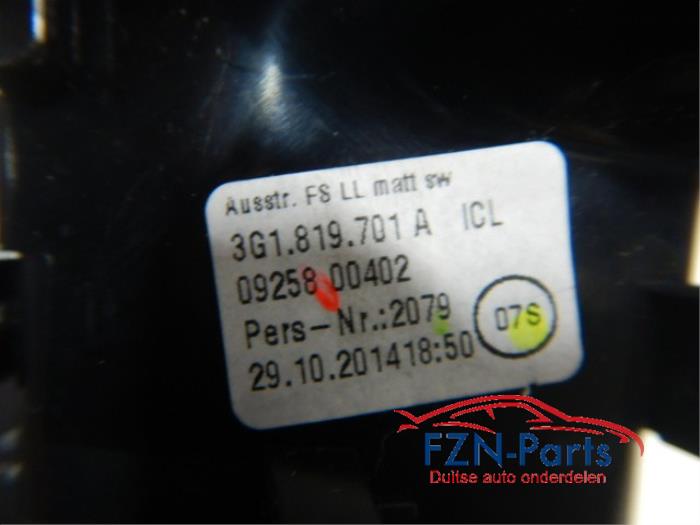 Ausstr. FS LL matt sw
3G1.819.701 A ICL
09258 00402
Pers-Nr.:2079
07S
29.10.201418:50
FZN-Parts
Duitse auto onderdelen